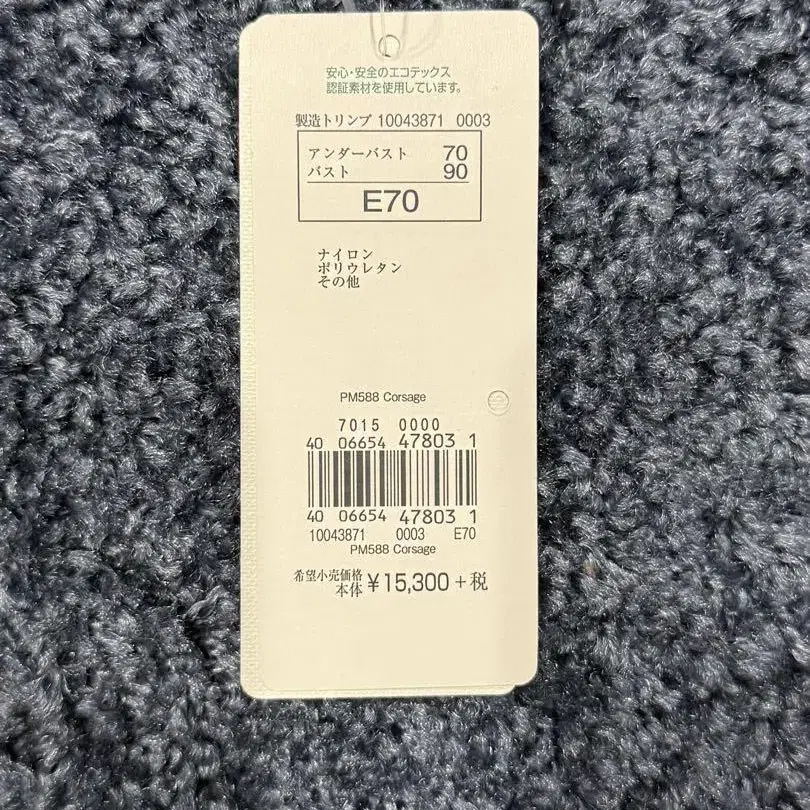 安心・安全のエコテックス
認証素材を使用しています。
製造トリンプ 10043871 0003
アンダーバスト 70
バスト 90
E70
ナイロン
ポリウレタン
その他
PM588 Corsage
7015 0000
40 06654 47803 1
40 06654 47803 1
10043871 0003 E70
PM588 Corsage
希望小売価格
本体 ¥15,300+税